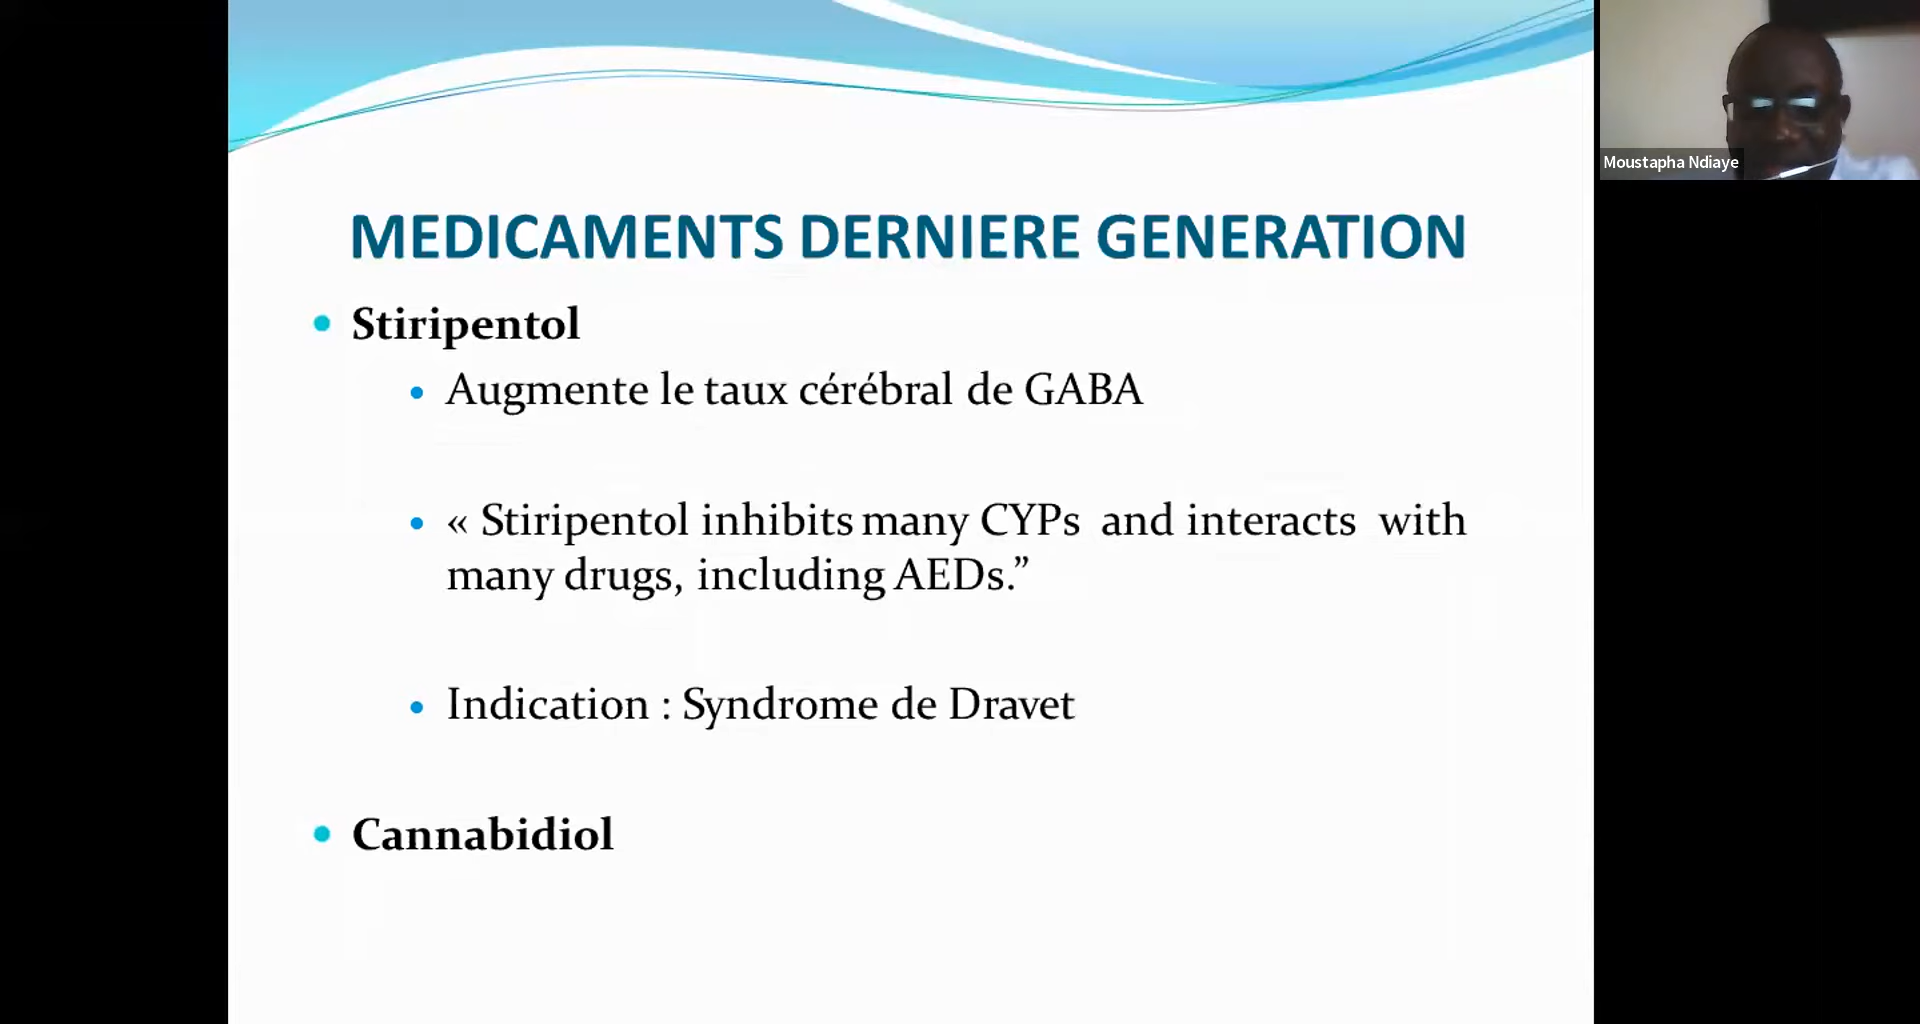 MEDICAMENTS DERNIERE GENERATION
Stiripentol
Augmente le taux cérébral de GABA
« Stiripentol inhibits many CYPs and interacts with
many drugs, including AEDs.”
Indication : Syndrome de Dravet
Cannabidiol
Moustapha Ndiaye